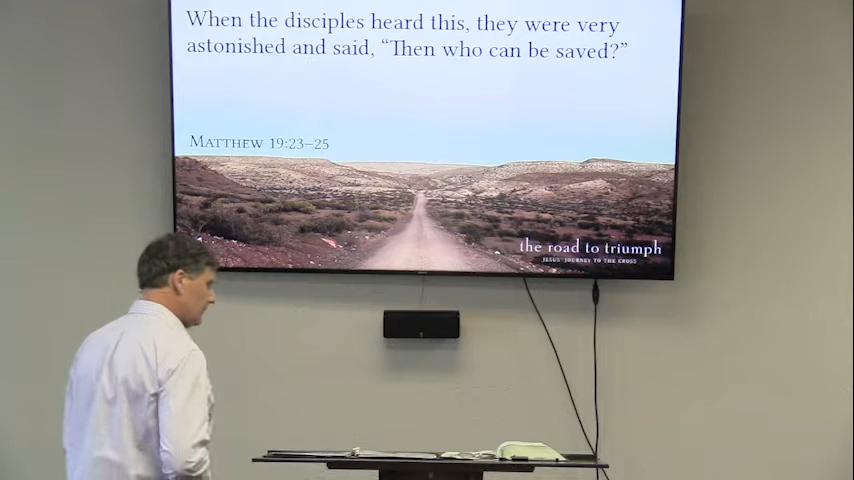 When the disciples heard this, they were very
astonished and said, “Then who can be saved?”
Matthew 19:23–25
the road to triumph
Jesus’ Journey to the Cross